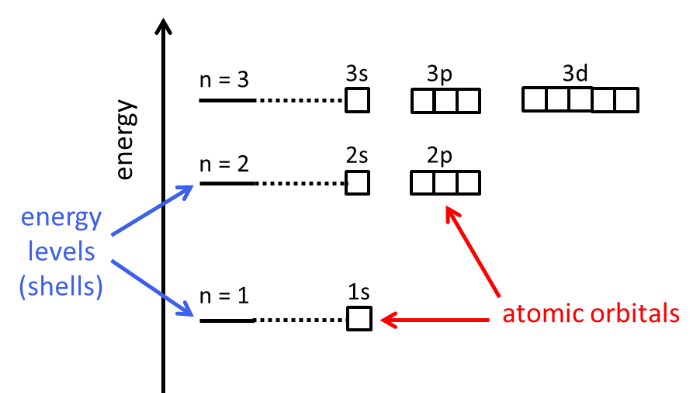 3s 3p 3d
n = 3
energy
2s 2p
n = 2
energy
levels
(shells)
1s
n = 1
atomic orbitals